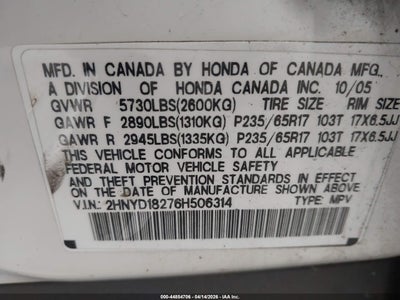 MFD. IN CANADA BY HONDA OF CANADA MFG.,
A DIVISION OF HONDA CANADA INC. 10/05
GVWR 5730LBS(2600KG) TIRE SIZE RIM SIZE
GAWR F 2890LBS(1310KG) P235/65R17 103T 17X6.5JJ
GAWR R 2945LBS(1335KG) P235/65R17 103T 17X6.5JJ
THIS VEHICLE CONFORMS TO ALL APPLICABLE
FEDERAL MOTOR VEHICLE SAFETY
AND THEFT PREVENTION STANDARDS IN EFFECT
ON THE DATE OF MANUFACTURE SHOWN ABOVE.
V.I.N.: 2HNYD18276H506314 TYPE: MPV
000-44854706 - 04/14/2026 - IAA, Inc.